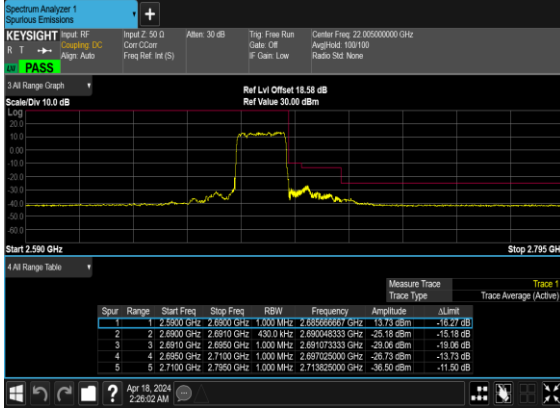 Spectrum Analyzer 1
Spurious Emissions
+
KEYSIGHT Input: RF Input Z: 50 Ω Atten: 30 dB Trig: Free Run Center Freq: 22.005000000 GHz
R T Coupling: DC Corr CCorr Gate: Off Avg|Hold: 100/100
Align: Auto Freq Ref: Int (S) IF Gain: Low Radio Std: None
PASS
3 All Range Graph
Ref Lvl Offset 18.58 dB
Scale/Div 10.0 dB Ref Value 30.00 dBm
Log
20.0
10.0
0.00
-10.0
-20.0
-30.0
-40.0
-50.0
-60.0
Start 2.590 GHz Stop 2.795 GH
4 All Range Table
Measure Trace Trace 1
Trace Type Trace Average (Active)
Spur Range Start Freq Stop Freq RBW Frequency Amplitude ΔLimit
1 1 2.5900 GHz 2.6900 GHz 1.000 MHz 2.685666667 GHz 13.73 dBm -16.27 dB
2 2 2.6900 GHz 2.6910 GHz 430.0 kHz 2.690048333 GHz -25.18 dBm -15.18 dB
3 3 2.6910 GHz 2.6950 GHz 1.000 MHz 2.691073333 GHz -29.06 dBm -19.06 dB
4 4 2.6950 GHz 2.7100 GHz 1.000 MHz 2.697025000 GHz -26.73 dBm -13.73 dB
5 5 2.7100 GHz 2.7950 GHz 1.000 MHz 2.713825000 GHz -36.50 dBm -11.50 dB
Apr 18, 2024
2:26:02 AM
?